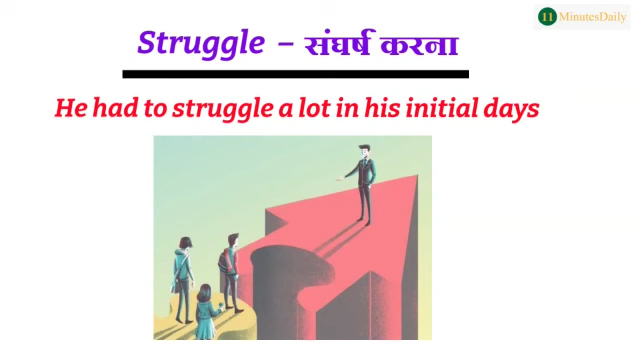 11 MinutesDaily
Struggle – संघर्ष करना
He had to struggle a lot in his initial days